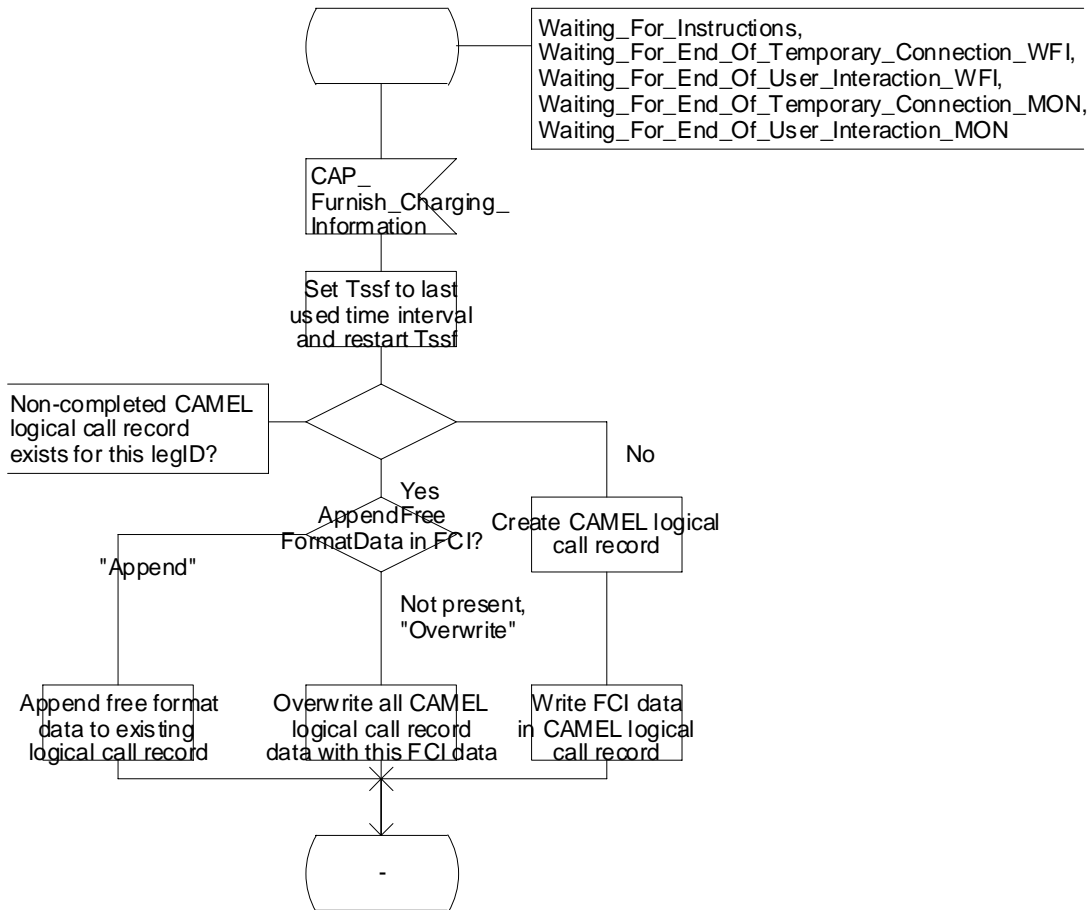 Waiting_For_Instructions,
Waiting_For_End_Of_Temporary_Connection_WFI,
Waiting_For_End_Of_User_Interaction_WFI,
Waiting_For_End_Of_Temporary_Connection_MON,
Waiting_For_End_Of_User_Interaction_MON
CAP_
Furnish_Charging_
Information
Set Tssf to last
used time interval
and restart Tssf
Non-completed CAMEL
logical call record
exists for this legID?
No
Yes
AppendFree
FormatData in FCI?
Create CAMEL logical
call record
"Append"
Not present,
"Overwrite"
Append free format
data to existing
logical call record
Overwrite all CAMEL
logical call record
data with this FCI data
Write FCI data
in CAMEL logical
call record
-